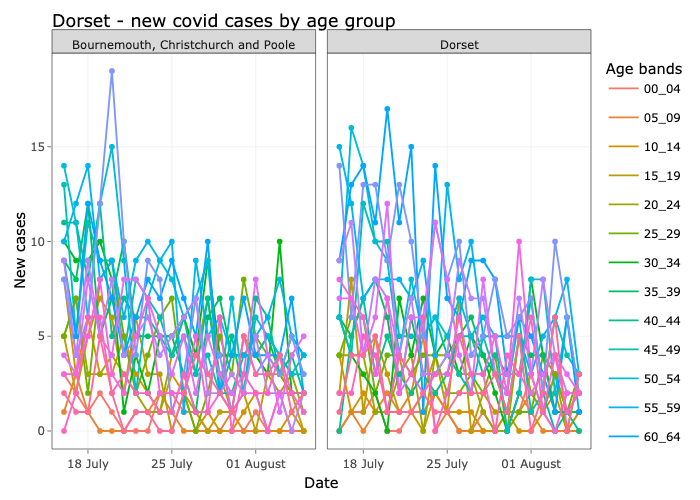 Dorset - new covid cases by age group
Bournemouth, Christchurch and Poole
Dorset
New cases
15
10
5
0
18 July
25 July
01 August
18 July
25 July
01 August
Date
Age bands
00_04
05_09
10_14
15_19
20_24
25_29
30_34
35_39
40_44
45_49
50_54
55_59
60_64